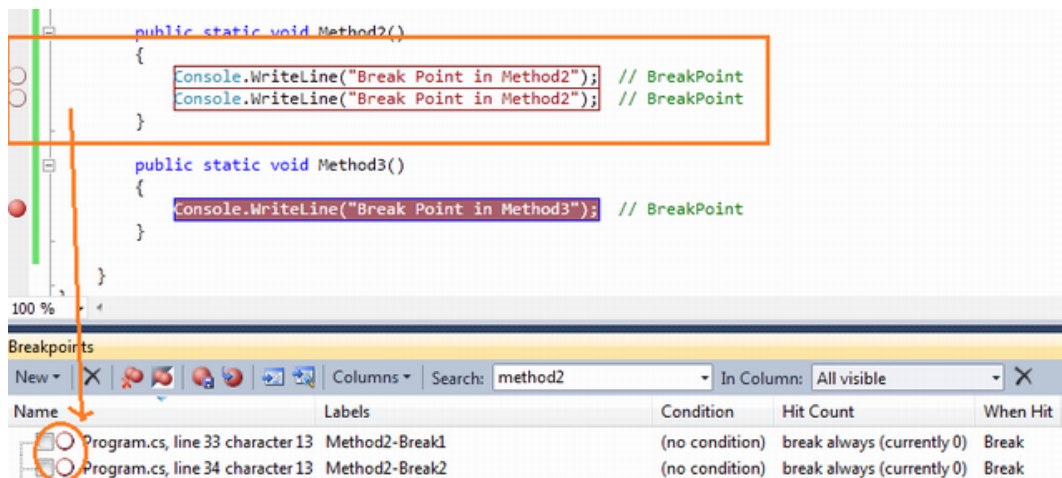 public static void Method2()
{
Console.WriteLine("Break Point in Method2"); // BreakPoint
Console.WriteLine("Break Point in Method2"); // BreakPoint
}
public static void Method3()
{
Console.WriteLine("Break Point in Method3"); // BreakPoint
}
}
100 %
Breakpoints
New Columns Search: method2 In Column: All visible
Name Labels Condition Hit Count When Hit
Program.cs, line 33 character 13 Method2-Break1 (no condition) break always (currently 0) Break
Program.cs, line 34 character 13 Method2-Break2 (no condition) break always (currently 0) Break